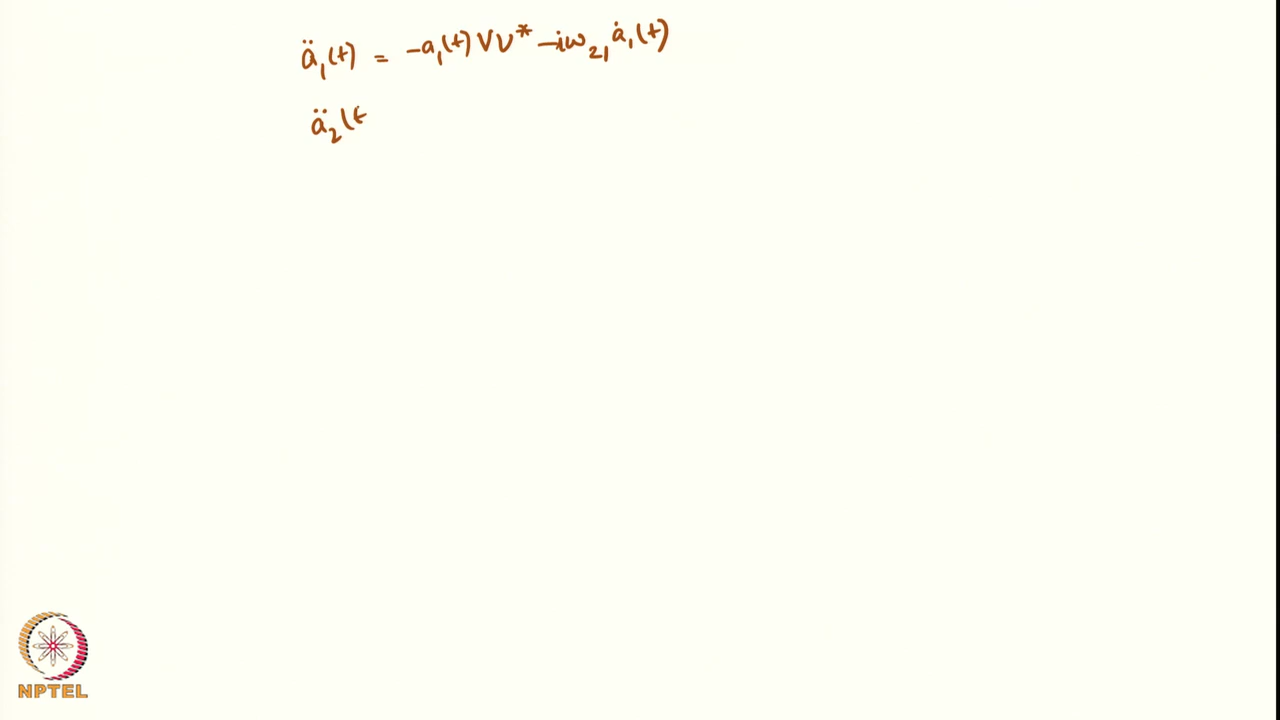 ä₁(t) = -a₁(t) V V* - iω₂₁ ȧ₁(t)
ä₂(t
NPTEL